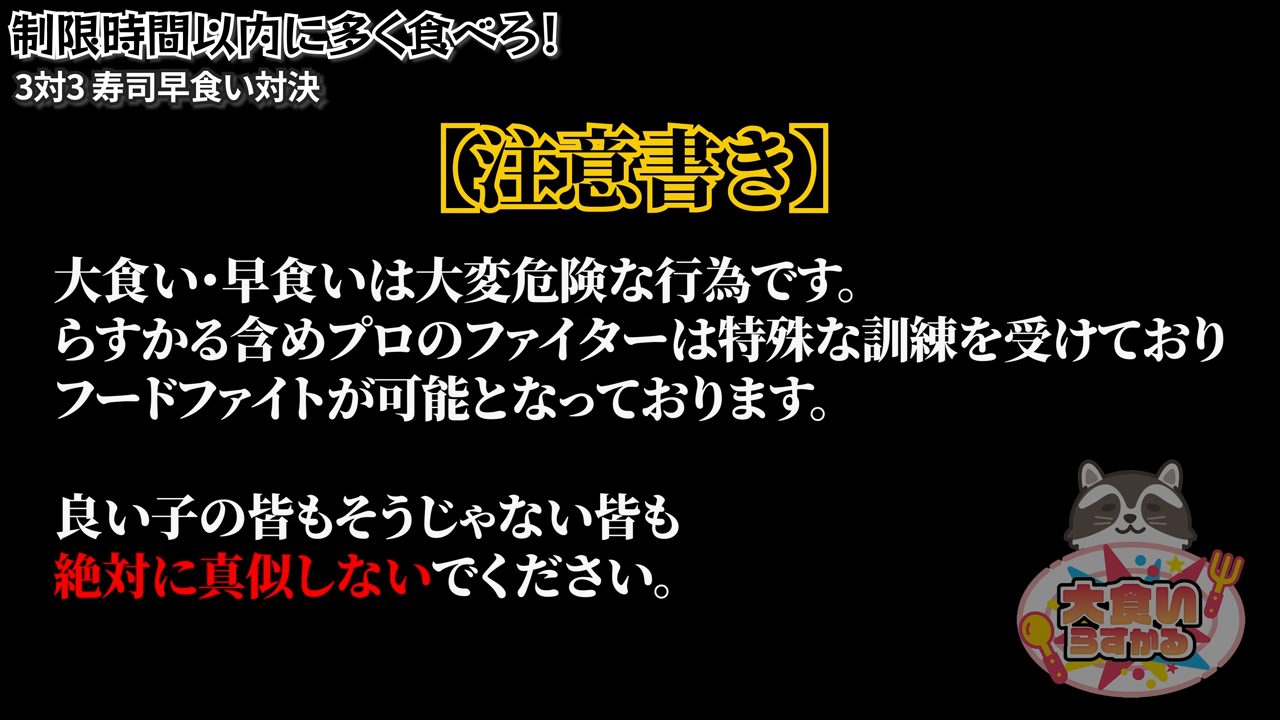 制限時間以内に多く食べろ!
3対3 寿司早食い対決
【注意書き】
大食い・早食いは大変危険な行為です。
らすかる含めプロのファイターは特殊な訓練を受けており
フードファイトが可能となっております。
良い子の皆もそうじゃない皆も
絶対に真似しないでください。
大食い
らすかる